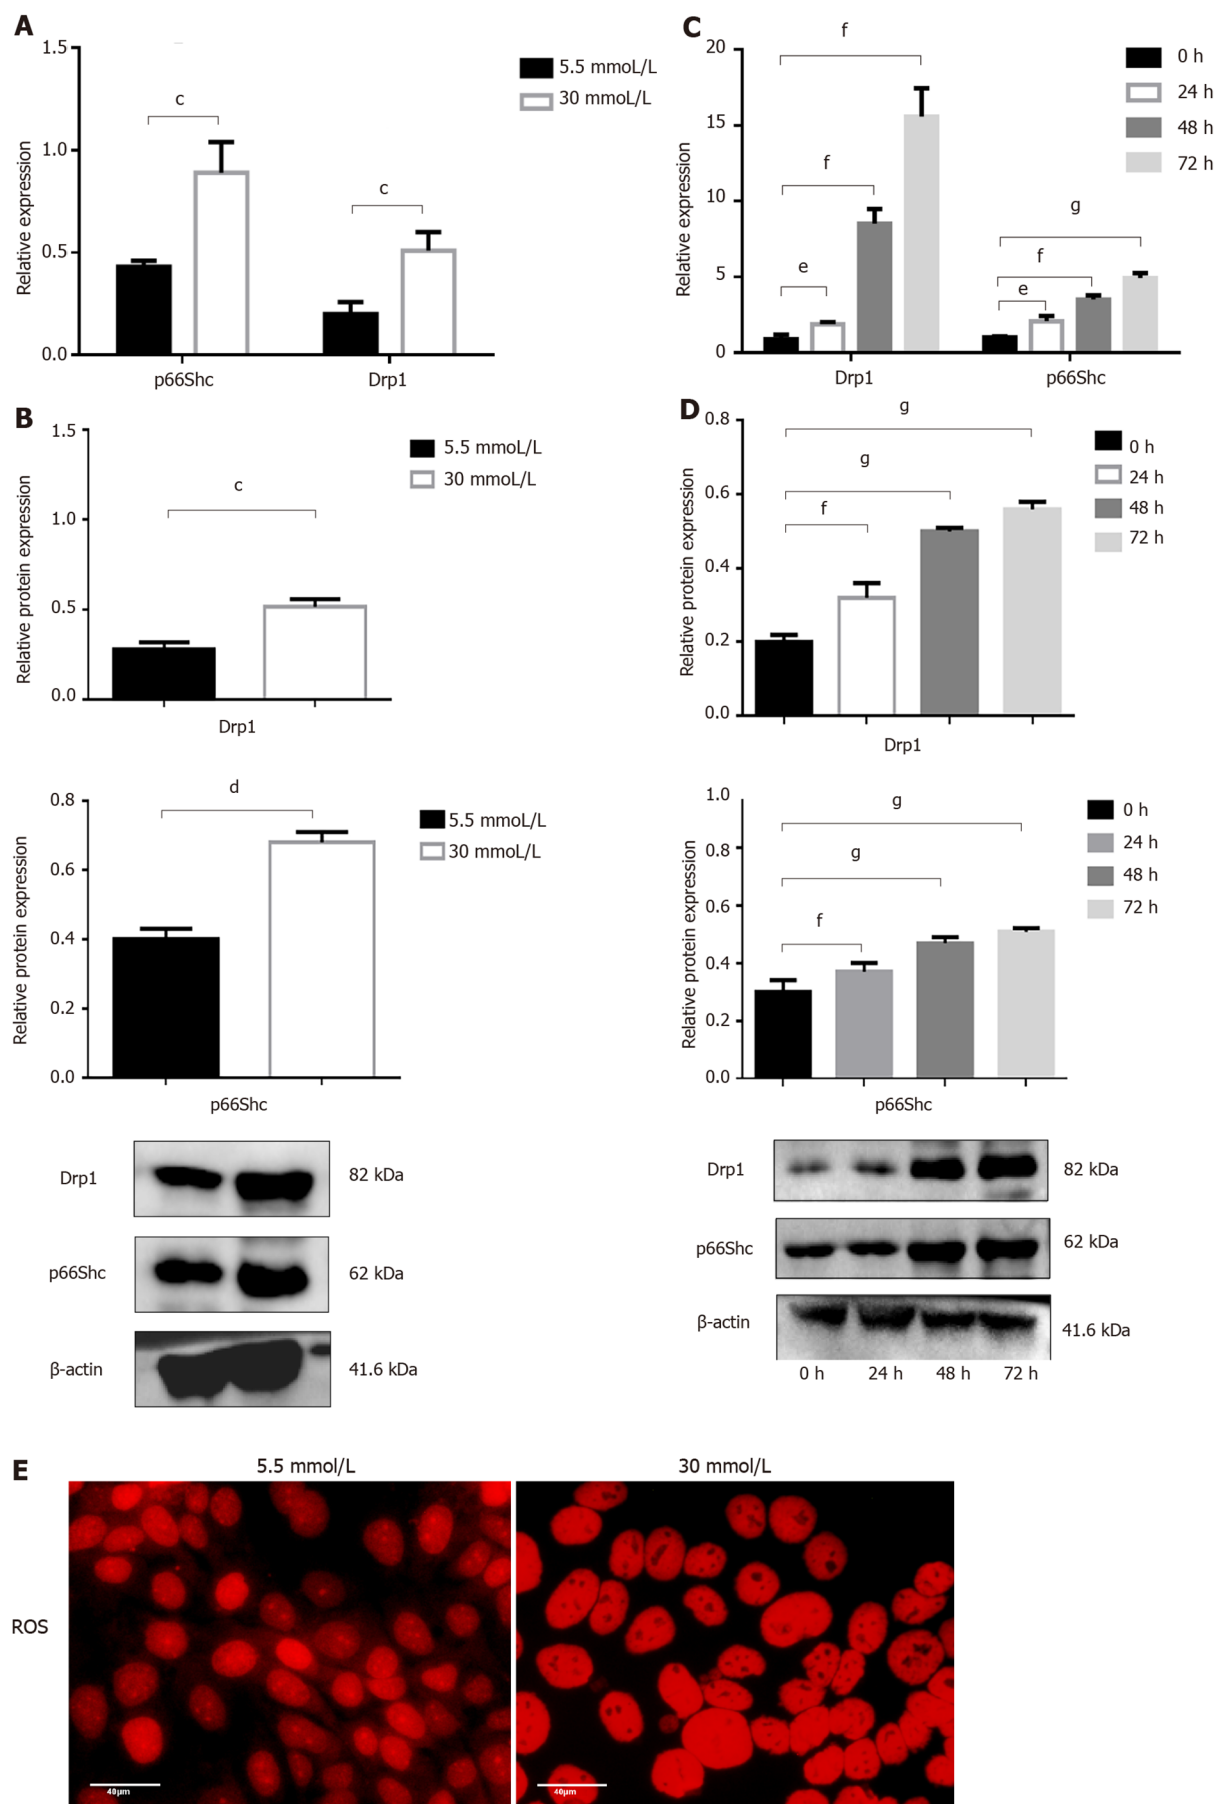 A
1.5
1.0
0.5
0.0
Relative expression
c
c
p66Shc
Drp1
5.5 mmoL/L
30 mmoL/L
C
20
15
10
5
0
Relative expression
f
f
e
g
f
e
Drp1
p66Shc
0 h
24 h
48 h
72 h
B
1.5
1.0
0.5
0.0
Relative protein expression
c
Drp1
5.5 mmoL/L
30 mmoL/L
D
0.8
0.6
0.4
0.2
0.0
Relative protein expression
g
g
f
Drp1
0 h
24 h
48 h
72 h
0.8
0.6
0.4
0.2
0.0
Relative protein expression
d
p66Shc
5.5 mmoL/L
30 mmoL/L
1.0
0.8
0.6
0.4
0.2
0.0
Relative protein expression
g
g
f
p66Shc
0 h
24 h
48 h
72 h
Drp1
82 kDa
p66Shc
62 kDa
β-actin
41.6 kDa
Drp1
82 kDa
p66Shc
62 kDa
β-actin
41.6 kDa
0 h 24 h 48 h 72 h
E
5.5 mmol/L
30 mmol/L
ROS
40μm
40μm